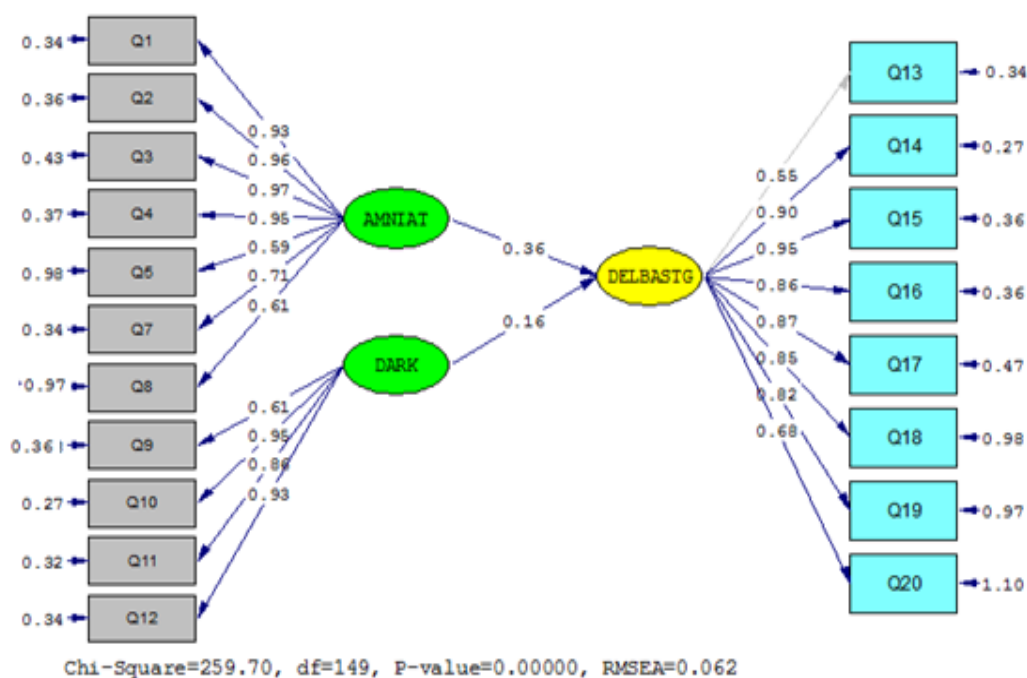 0.34 Q1
0.36 Q2
0.43 Q3
0.37 Q4
0.98 Q5
0.34 Q7
0.97 Q8
0.36 Q9
0.27 Q10
0.32 Q11
0.34 Q12
0.93
0.96
0.97
0.95
0.59
0.71
0.61
AMNIAT
0.61
0.95
0.86
0.93
DARK
0.36
0.16
DELBASTG
0.55
0.90
0.95
0.86
0.87
0.85
0.82
0.68
Q13 0.34
Q14 0.27
Q15 0.36
Q16 0.36
Q17 0.47
Q18 0.98
Q19 0.97
Q20 1.10
Chi-Square=259.70, df=149, P-value=0.00000, RMSEA=0.062